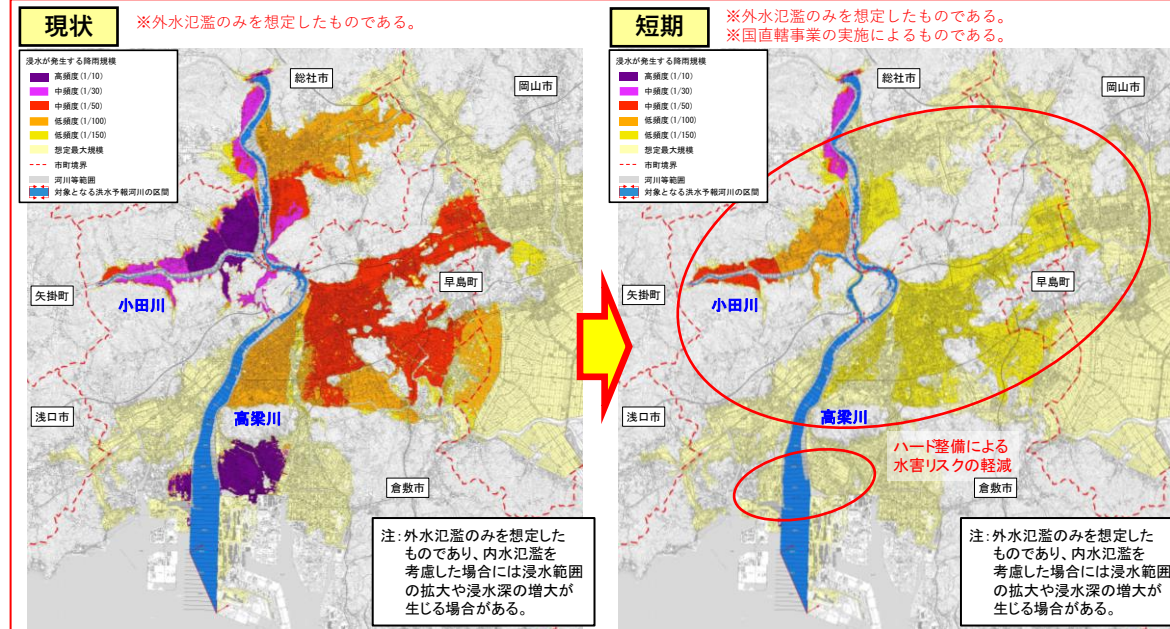 現状
※外水氾濫のみを想定したものである。
浸水が発生する降雨規模
高頻度(1/10)
中頻度(1/30)
中頻度(1/50)
低頻度(1/100)
低頻度(1/150)
想定最大規模
市町境界
河川等範囲
対象となる洪水予報河川の区間
総社市
岡山市
矢掛町
小田川
早島町
浅口市
高梁川
倉敷市
注:外水氾濫のみを想定した
ものであり、内水氾濫を
考慮した場合には浸水範囲
の拡大や浸水深の増大が
生じる場合がある。
短期
※外水氾濫のみを想定したものである。
※国直轄事業の実施によるものである。
浸水が発生する降雨規模
高頻度(1/10)
中頻度(1/30)
中頻度(1/50)
低頻度(1/100)
低頻度(1/150)
想定最大規模
市町境界
河川等範囲
対象となる洪水予報河川の区間
総社市
岡山市
矢掛町
小田川
早島町
浅口市
高梁川
ハード整備による
水害リスクの軽減
倉敷市
注:外水氾濫のみを想定した
ものであり、内水氾濫を
考慮した場合には浸水範囲
の拡大や浸水深の増大が
生じる場合がある。